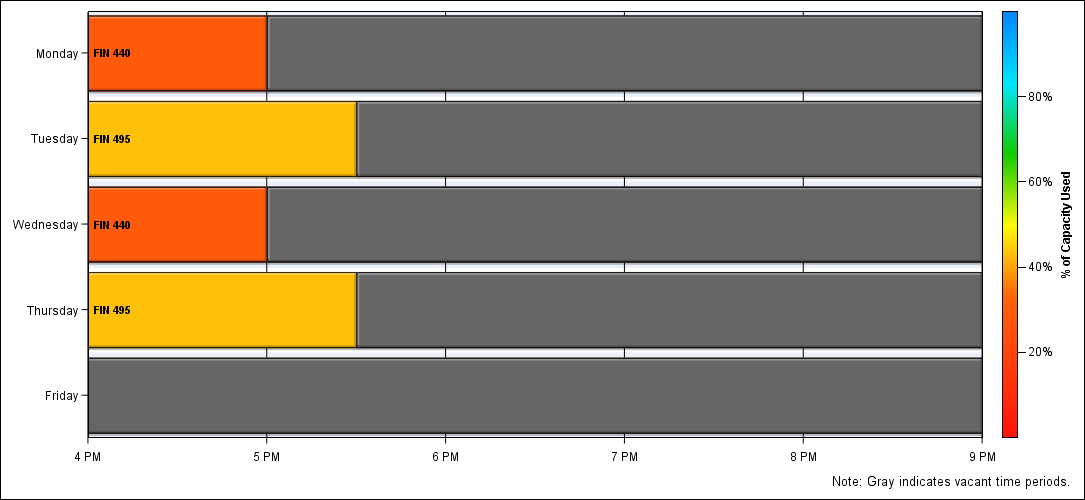 Monday
FIN 440
Tuesday
FIN 495
Wednesday
FIN 440
Thursday
FIN 495
Friday
4 PM 5 PM 6 PM 7 PM 8 PM 9 PM
80%
60%
40%
20%
% of Capacity Used
Note: Gray indicates vacant time periods.